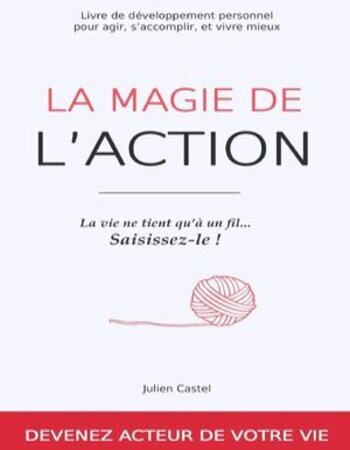 Livre de développement personnel
pour agir, s'accomplir, et vivre mieux
LA MAGIE DE
L'ACTION
La vie ne tient qu'à un fil...
Saisissez-le !
Julien Castel
DEVENEZ ACTEUR DE VOTRE VIE